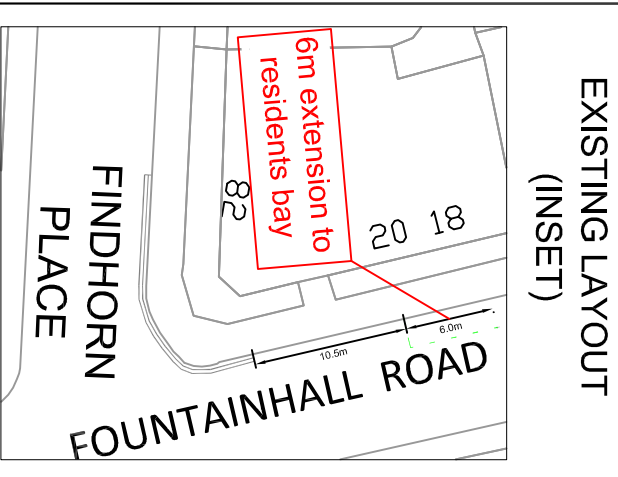 EXISTING LAYOUT
(INSET)
6m extension to
residents bay
82
20 18
FINDHORN
PLACE
10.5m
6.0m
FOUNTAINHALL ROAD